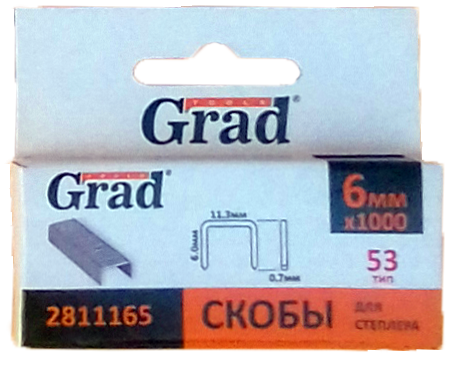 TOOLS
Grad®
TOOLS
Grad®
6мм
x1000
11.3мм
6.0мм
0.7мм
53
тип
2811165
СКОБЫ
ДЛЯ
СТЕПЛЕРА